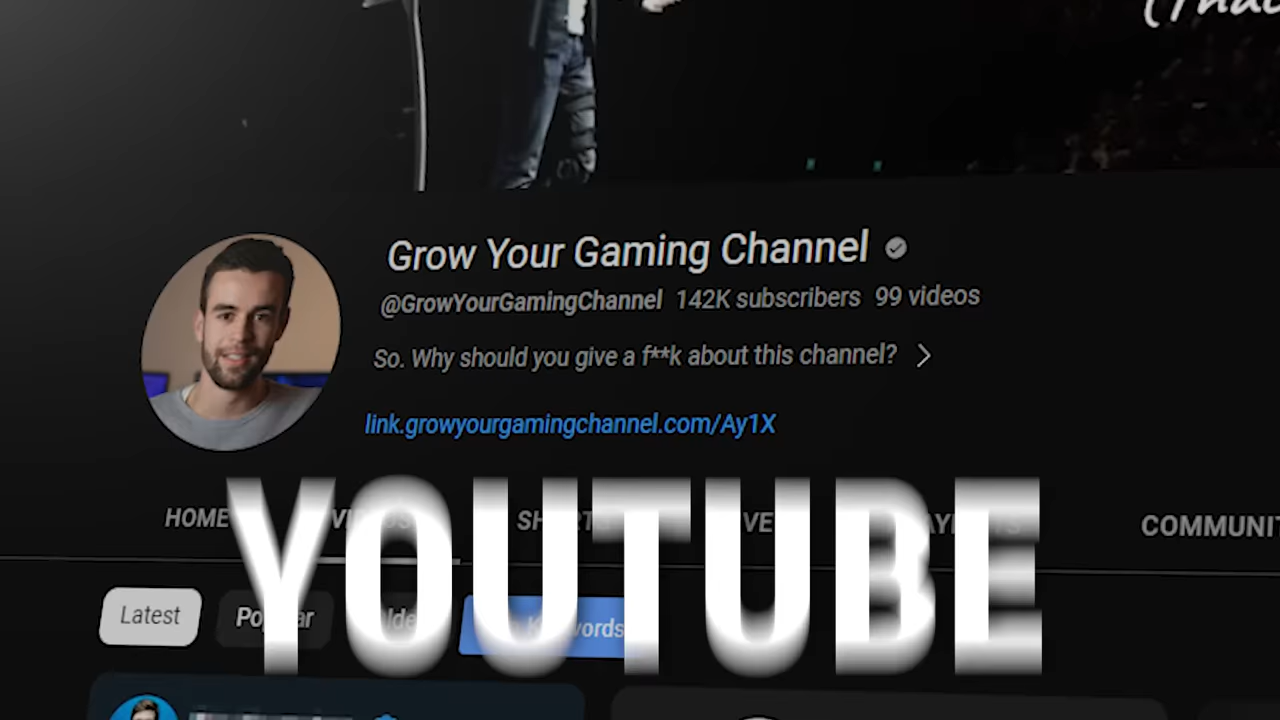 Grow Your Gaming Channel
@GrowYourGamingChannel 142K subscribers 99 videos
So. Why should you give a f**k about this channel?
link.growyourgamingchannel.com/Ay1X
HOME
YOUTUBE
Latest